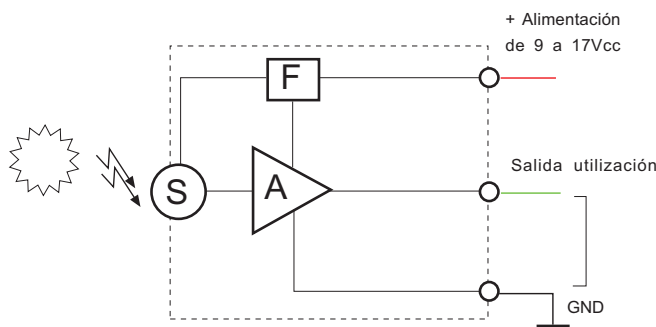 + Alimentación
de 9 a 17Vcc
F
Salida utilización
S
A
GND